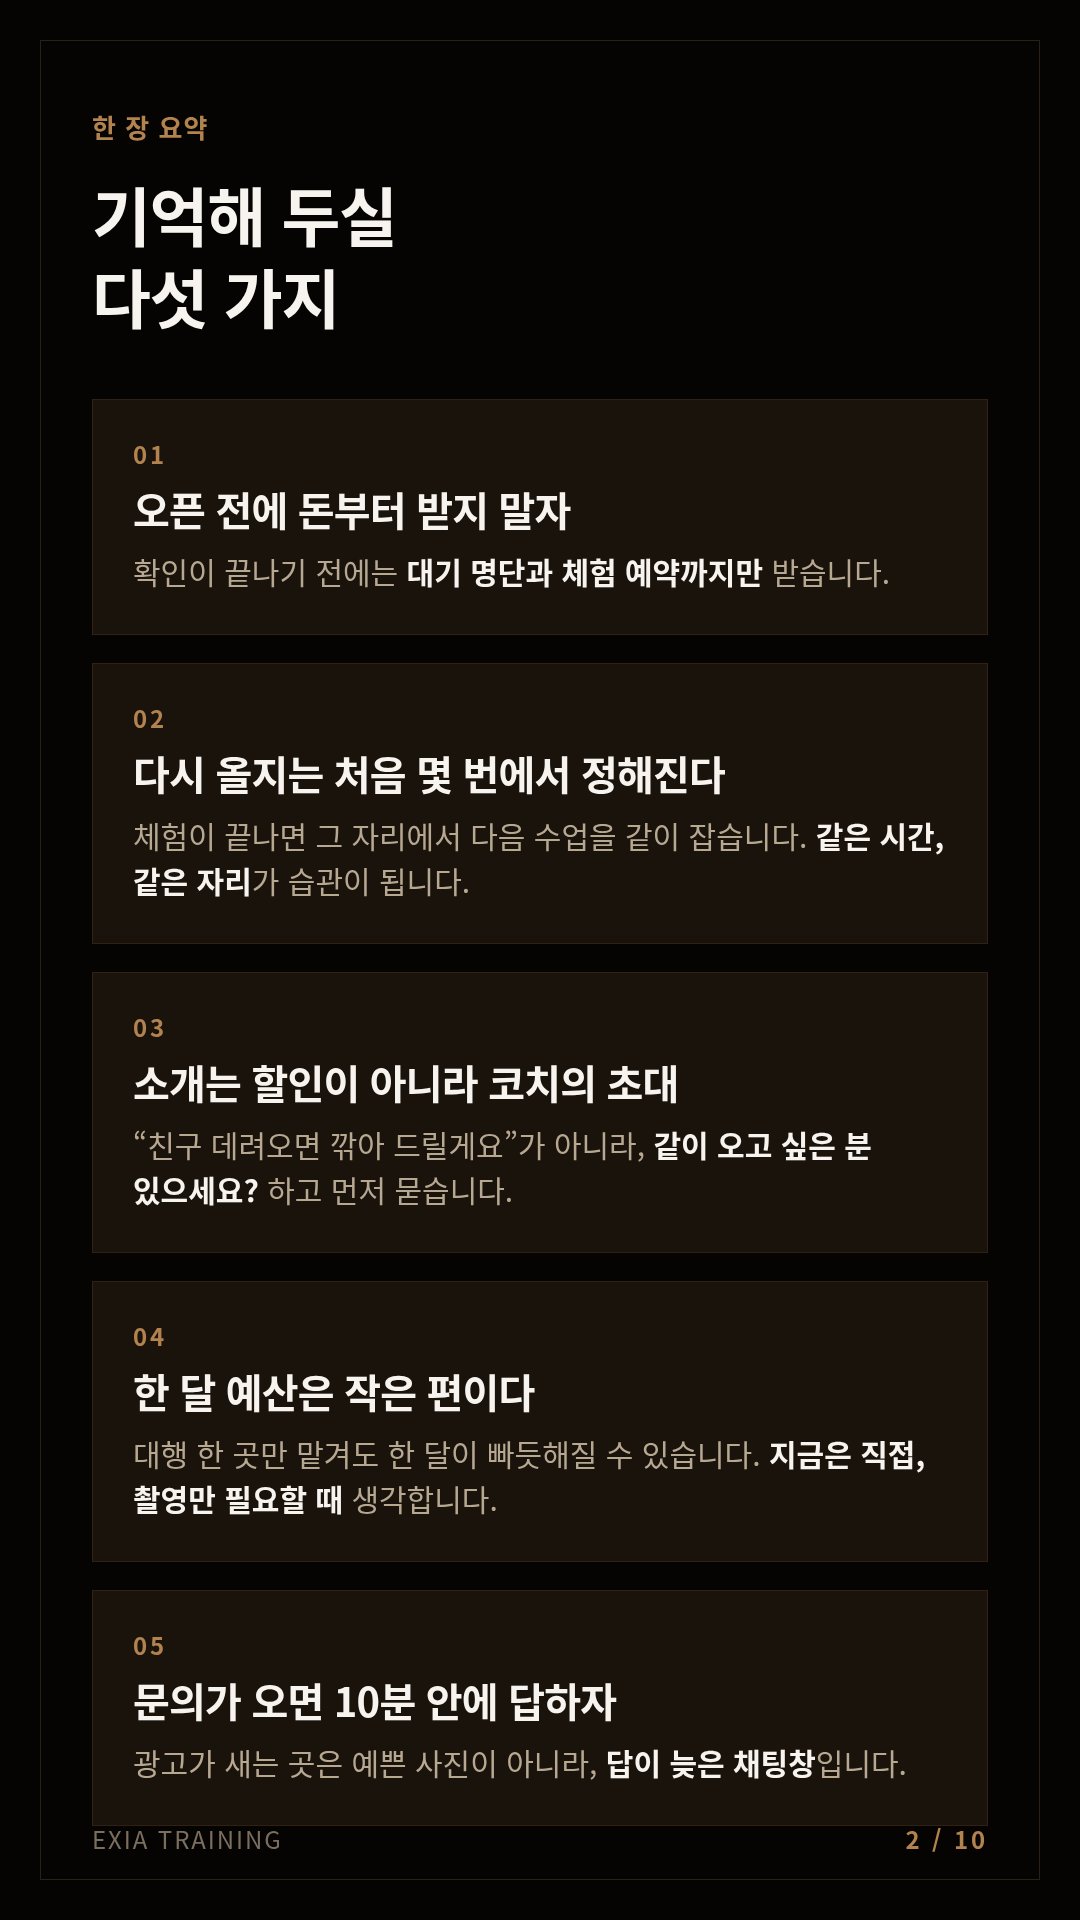 한 장 요약
기억해 두실
다섯 가지
01
오픈 전에 돈부터 받지 말자
확인이 끝나기 전에는 대기 명단과 체험 예약까지만 받습니다.
02
다시 올지는 처음 몇 번에서 정해진다
체험이 끝나면 그 자리에서 다음 수업을 같이 잡습니다. 같은 시간,
같은 자리가 습관이 됩니다.
03
소개는 할인이 아니라 코치의 초대
“친구 데려오면 깎아 드릴게요”가 아니라, 같이 오고 싶은 분
있으세요? 하고 먼저 묻습니다.
04
한 달 예산은 작은 편이다
대행 한 곳만 맡겨도 한 달이 빠듯해질 수 있습니다. 지금은 직접,
촬영만 필요할 때 생각합니다.
05
문의가 오면 10분 안에 답하자
광고가 새는 곳은 예쁜 사진이 아니라, 답이 늦은 채팅창입니다.
EXIA TRAINING
2 / 10